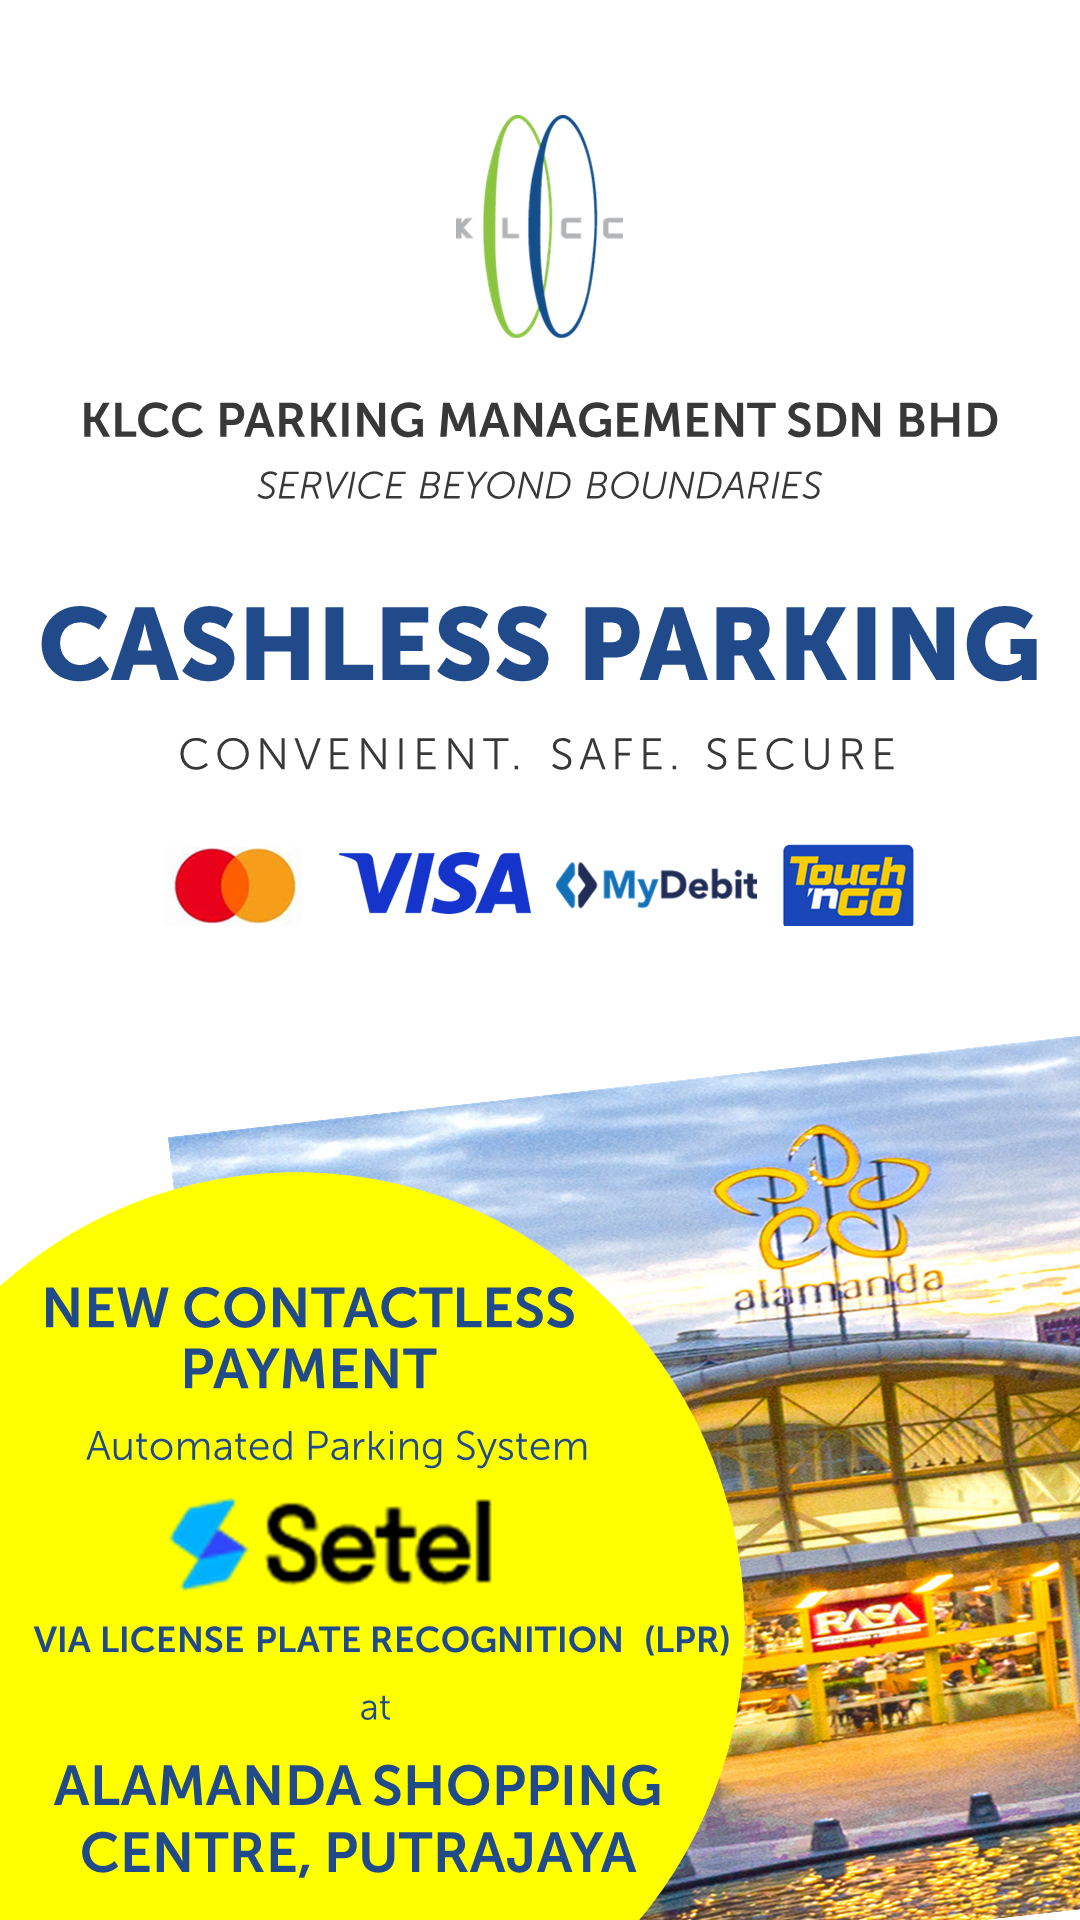 KLCC
KLCC PARKING MANAGEMENT SDN BHD
SERVICE BEYOND BOUNDARIES
CASHLESS PARKING
CONVENIENT. SAFE. SECURE
VISA
MyDebit
Touch
'n GO
alamanda
NEW CONTACTLESS
PAYMENT
Automated Parking System
Setel
RASA
VIA LICENSE PLATE RECOGNITION (LPR)
at
ALAMANDA SHOPPING
CENTRE, PUTRAJAYA